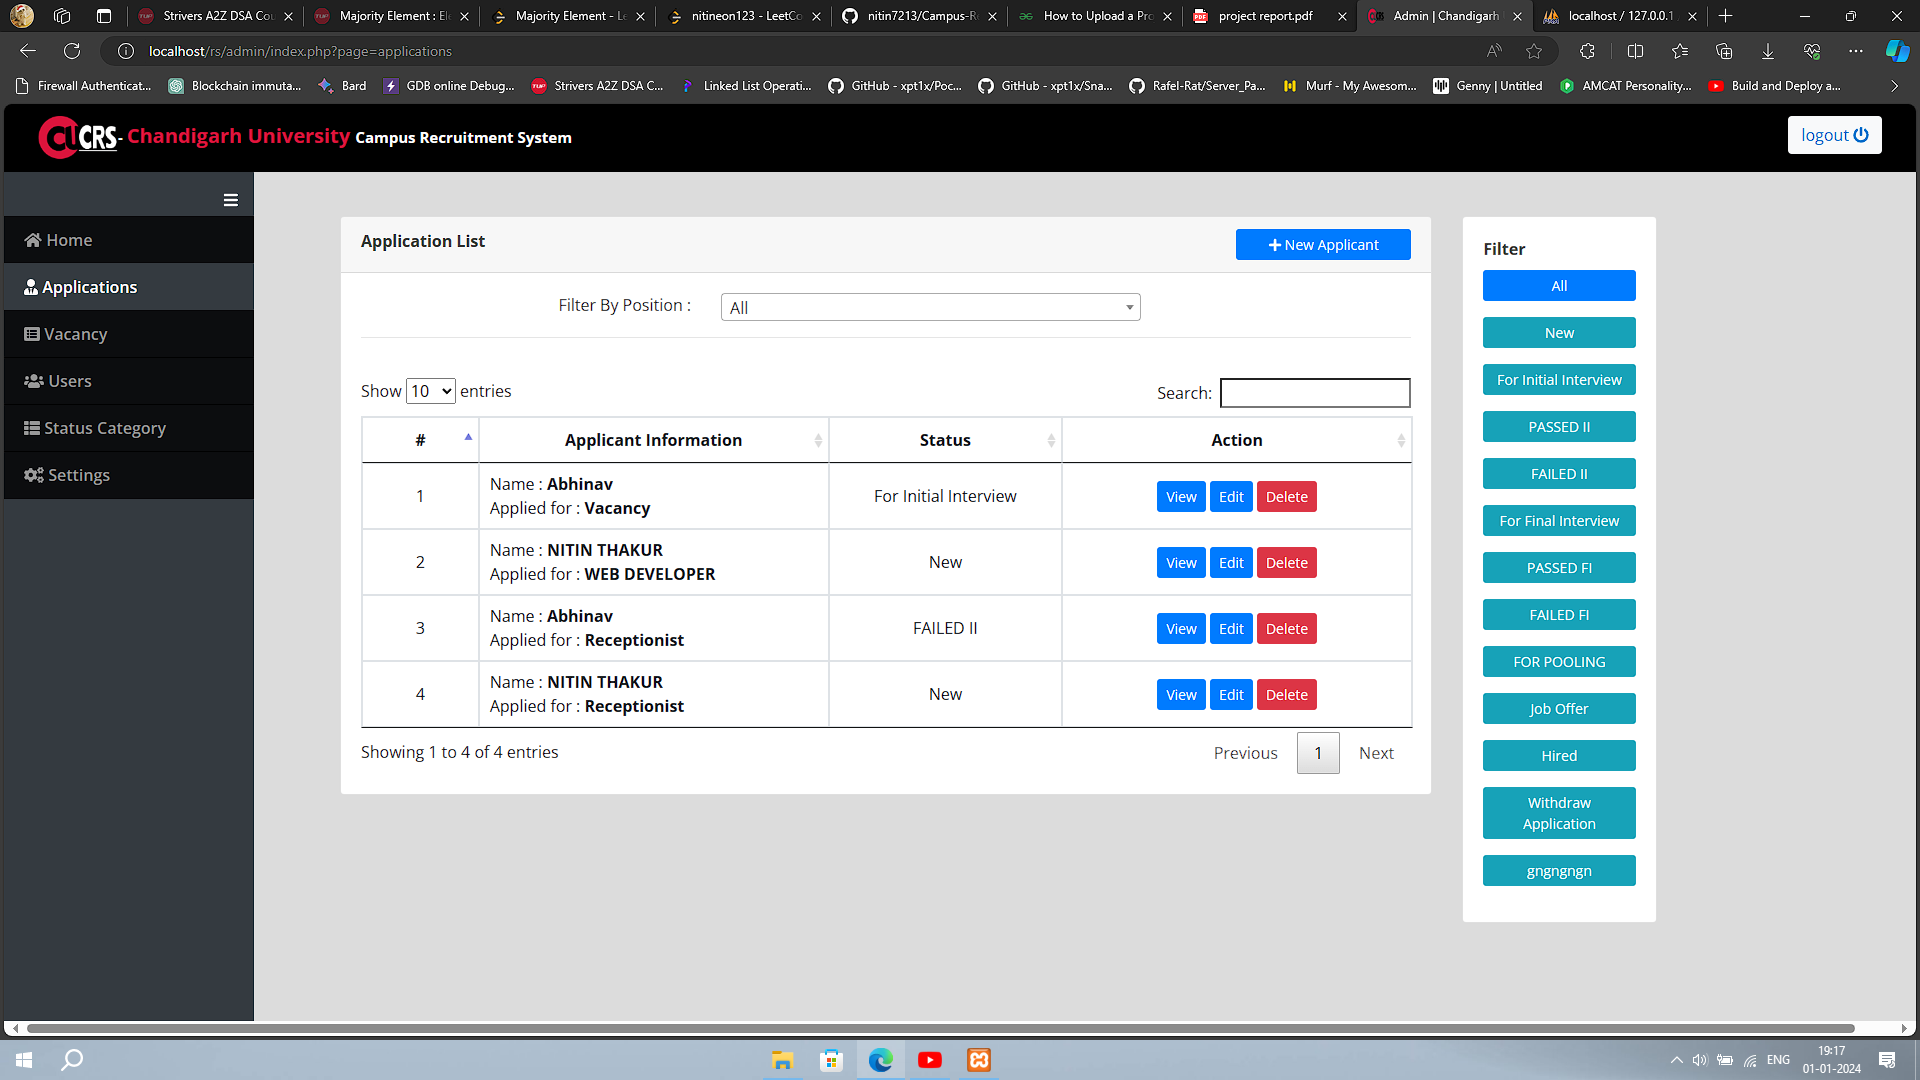 Strivers A2Z DSA Cou
Majority Element : Ele
Majority Element - Le
nitineon123 - LeetCo
nitin7213/Campus-R
How to Upload a Pro
project report.pdf
Admin | Chandigarh
localhost / 127.0.0.1
localhost/rs/admin/index.php?page=applications
Firewall Authenticat...
Blockchain immuta...
Bard
GDB online Debug...
Strivers A2Z DSA C...
Linked List Operati...
GitHub - xpt1x/Poc...
GitHub - xpt1x/Sna...
Rafel-Rat/Server_Pa...
Murf - My Awesom...
Genny | Untitled
AMCAT Personality...
Build and Deploy a...
CRS- Chandigarh University Campus Recruitment System
logout
Home
Applications
Vacancy
Users
Status Category
Settings
Application List
New Applicant
Filter By Position :
All
Show 10 entries
Search:
# Applicant Information Status Action
1 Name : Abhinav
Applied for : Vacancy
For Initial Interview
View Edit Delete
2 Name : NITIN THAKUR
Applied for : WEB DEVELOPER
New
View Edit Delete
3 Name : Abhinav
Applied for : Receptionist
FAILED II
View Edit Delete
4 Name : NITIN THAKUR
Applied for : Receptionist
New
View Edit Delete
Showing 1 to 4 of 4 entries
Previous 1 Next
Filter
All
New
For Initial Interview
PASSED II
FAILED II
For Final Interview
PASSED FI
FAILED FI
FOR POOLING
Job Offer
Hired
Withdraw
Application
gngngngn
ENG
19:17
01-01-2024